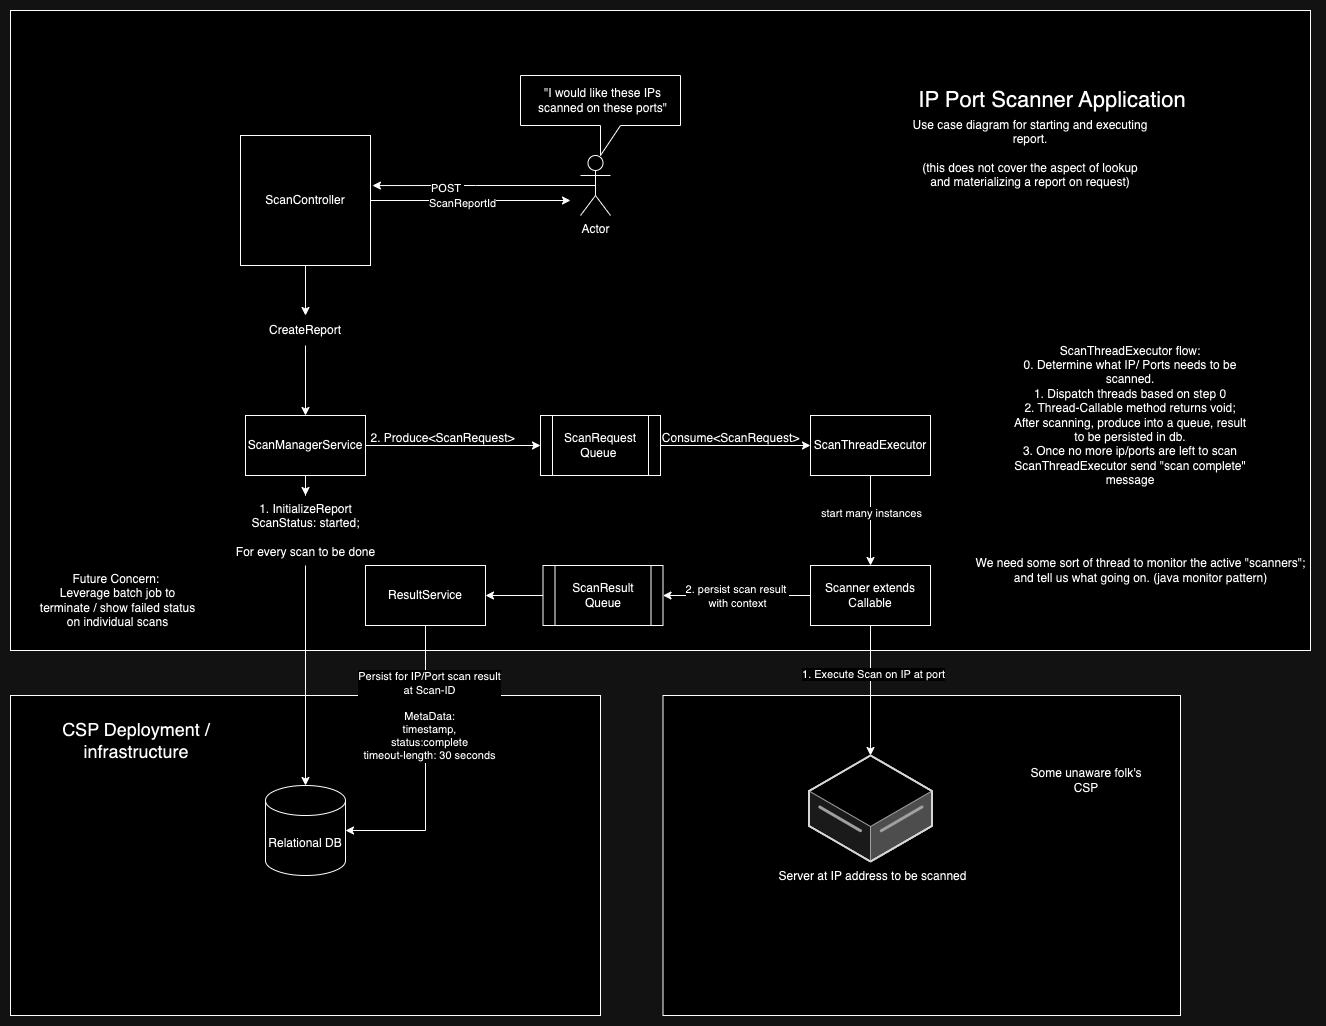 "I would like these IPs
scanned on these ports"
IP Port Scanner Application
Use case diagram for starting and executing
report.
(this does not cover the aspect of lookup
and materializing a report on request)
ScanController
POST
ScanReportId
Actor
CreateReport
ScanThreadExecutor flow:
0. Determine what IP/ Ports needs to be
scanned.
1. Dispatch threads based on step 0
2. Thread-Callable method returns void;
After scanning, produce into a queue, result
to be persisted in db.
3. Once no more ip/ports are left to scan
ScanThreadExecutor send "scan complete"
message
ScanManagerService
2. Produce<ScanRequest>
ScanRequest
Queue
Consume<ScanRequest>
ScanThreadExecutor
1. InitializeReport
ScanStatus: started;
For every scan to be done
start many instances
We need some sort of thread to monitor the active "scanners";
and tell us what going on. (java monitor pattern)
Future Concern:
Leverage batch job to
terminate / show failed status
on individual scans
ResultService
ScanResult
Queue
2. persist scan result
with context
Scanner extends
Callable
1. Execute Scan on IP at port
Persist for IP/Port scan result
at Scan-ID
MetaData:
timestamp,
status:complete
timeout-length: 30 seconds
CSP Deployment /
infrastructure
Relational DB
Some unaware folk's
CSP
Server at IP address to be scanned